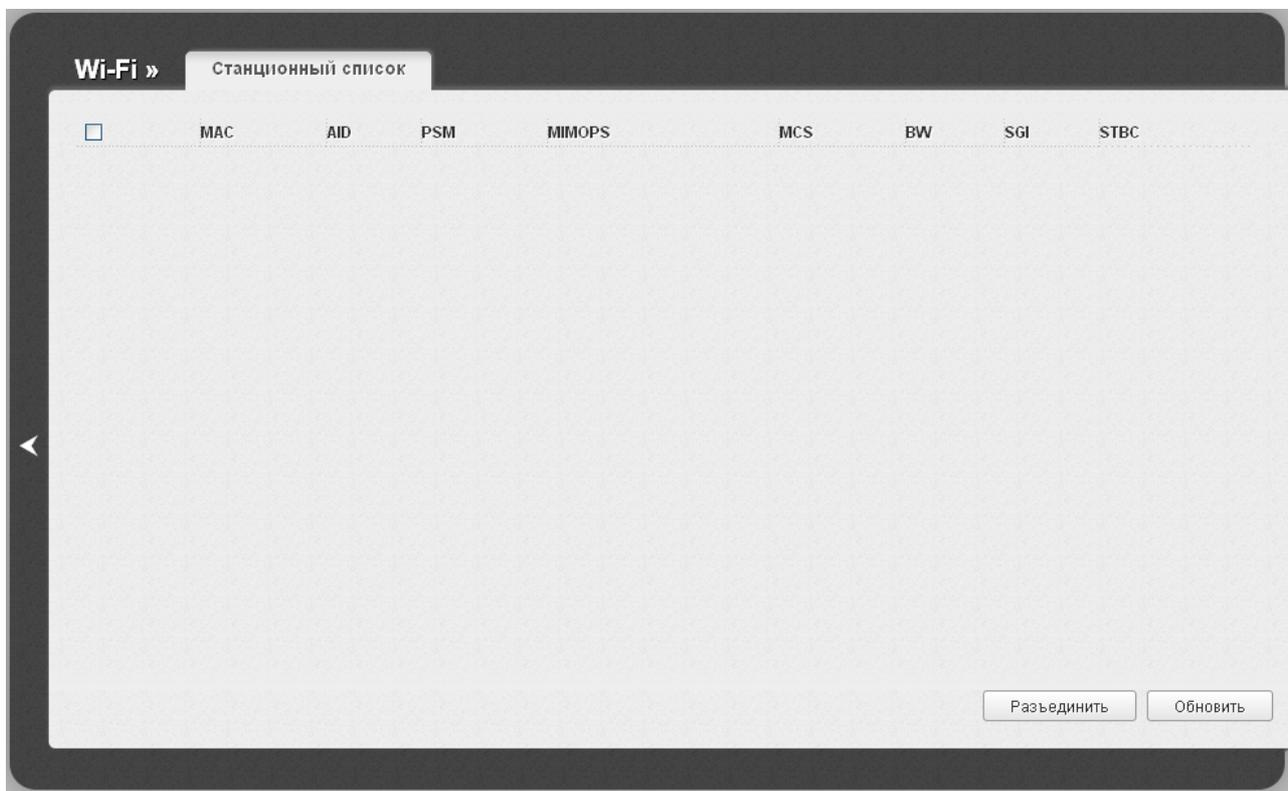 Wi-Fi » Станционный список
MAC AID PSM MIMOPS MCS BW SGI STBC
Разъединить Обновить